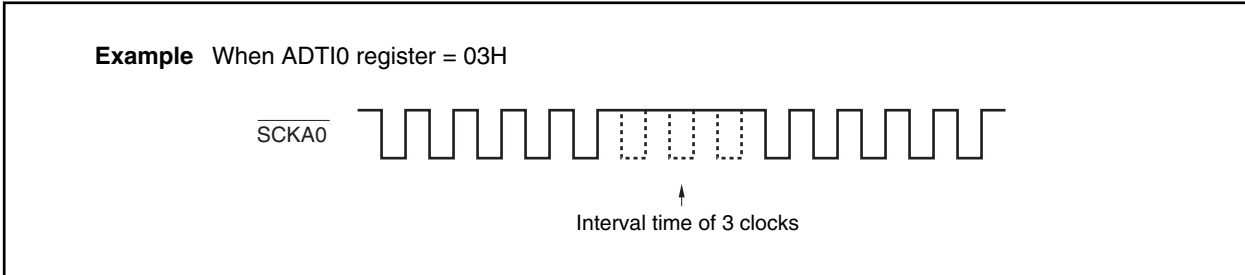 Example When ADTI0 register = 03H
SCKA0
Interval time of 3 clocks